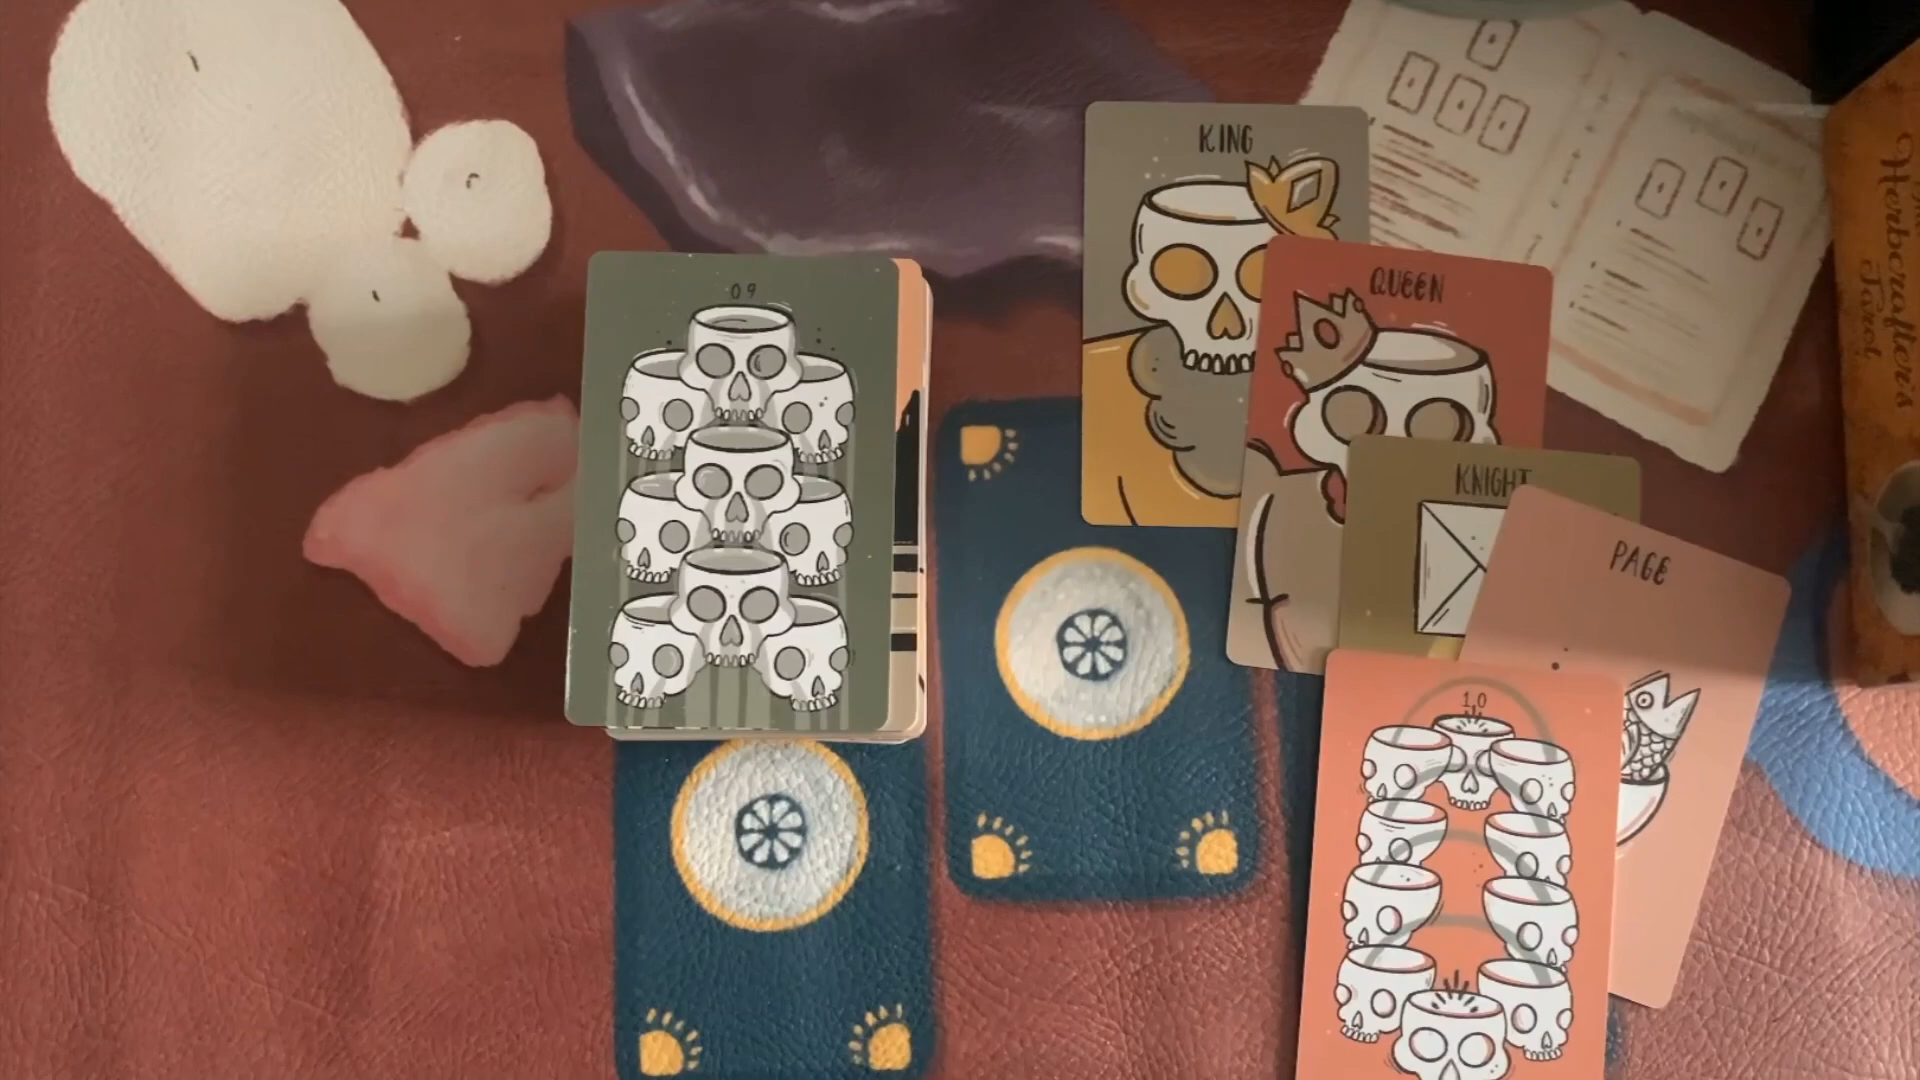 KING
QUEEN
KNIGHT
PAGE
09
10
Herbcrafter's
Tarot